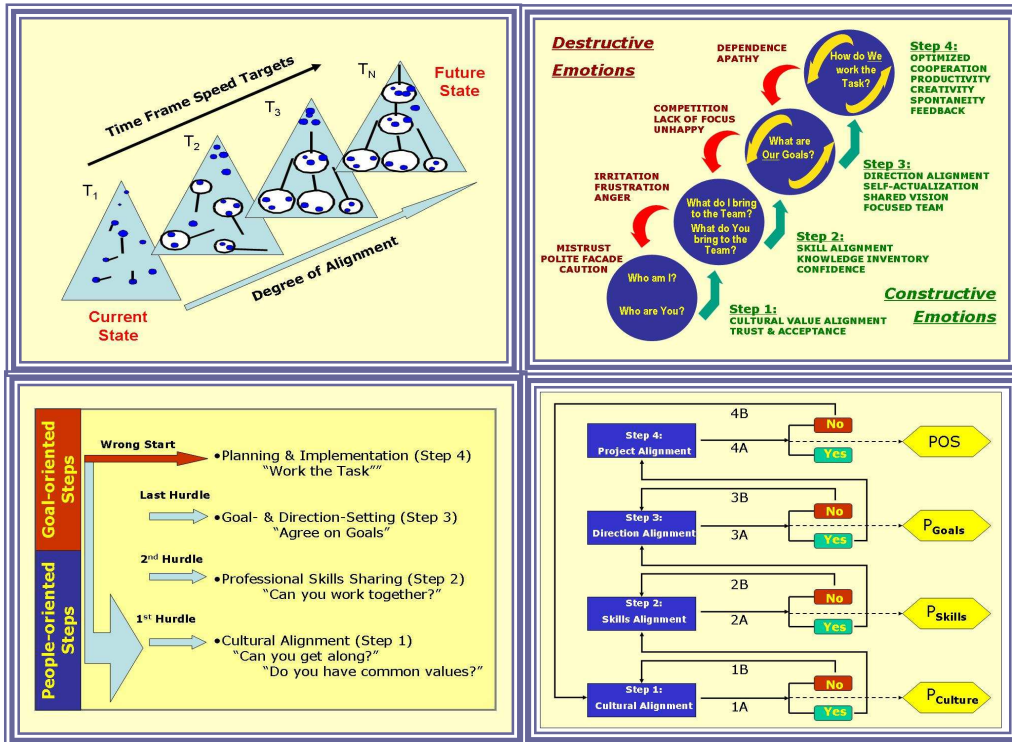 Time Frame Speed Targets
T1
T2
T3
TN
Future
State
Degree of Alignment
Current
State
Destructive
Emotions
DEPENDENCE
APATHY
COMPETITION
LACK OF FOCUS
UNHAPPY
IRRITATION
FRUSTRATION
ANGER
MISTRUST
POLITE FACADE
CAUTION
How do We
work the
Task?
What are
Our Goals?
What do I bring
to the Team?
What do You
bring to the
Team?
Who am I?
Who are You?
Step 4:
OPTIMIZED
COOPERATION
PRODUCTIVITY
CREATIVITY
SPONTANEITY
FEEDBACK
Step 3:
DIRECTION ALIGNMENT
SELF-ACTUALIZATION
SHARED VISION
FOCUSED TEAM
Step 2:
SKILL ALIGNMENT
KNOWLEDGE INVENTORY
CONFIDENCE
Step 1:
CULTURAL VALUE ALIGNMENT
TRUST & ACCEPTANCE
Constructive
Emotions
Goal-oriented
Steps
People-oriented
Steps
Wrong Start
•Planning & Implementation (Step 4)
“Work the Task””
Last Hurdle
•Goal- & Direction-Setting (Step 3)
“Agree on Goals”
2nd Hurdle
•Professional Skills Sharing (Step 2)
“Can you work together?”
1st Hurdle
•Cultural Alignment (Step 1)
“Can you get along?”
“Do you have common values?”
4B
Step 4:
Project Alignment
4A
No
Yes
POS
3B
Step 3:
Direction Alignment
3A
No
Yes
PGoals
2B
Step 2:
Skills Alignment
2A
No
Yes
PSkills
1B
Step 1:
Cultural Alignment
1A
No
Yes
PCulture